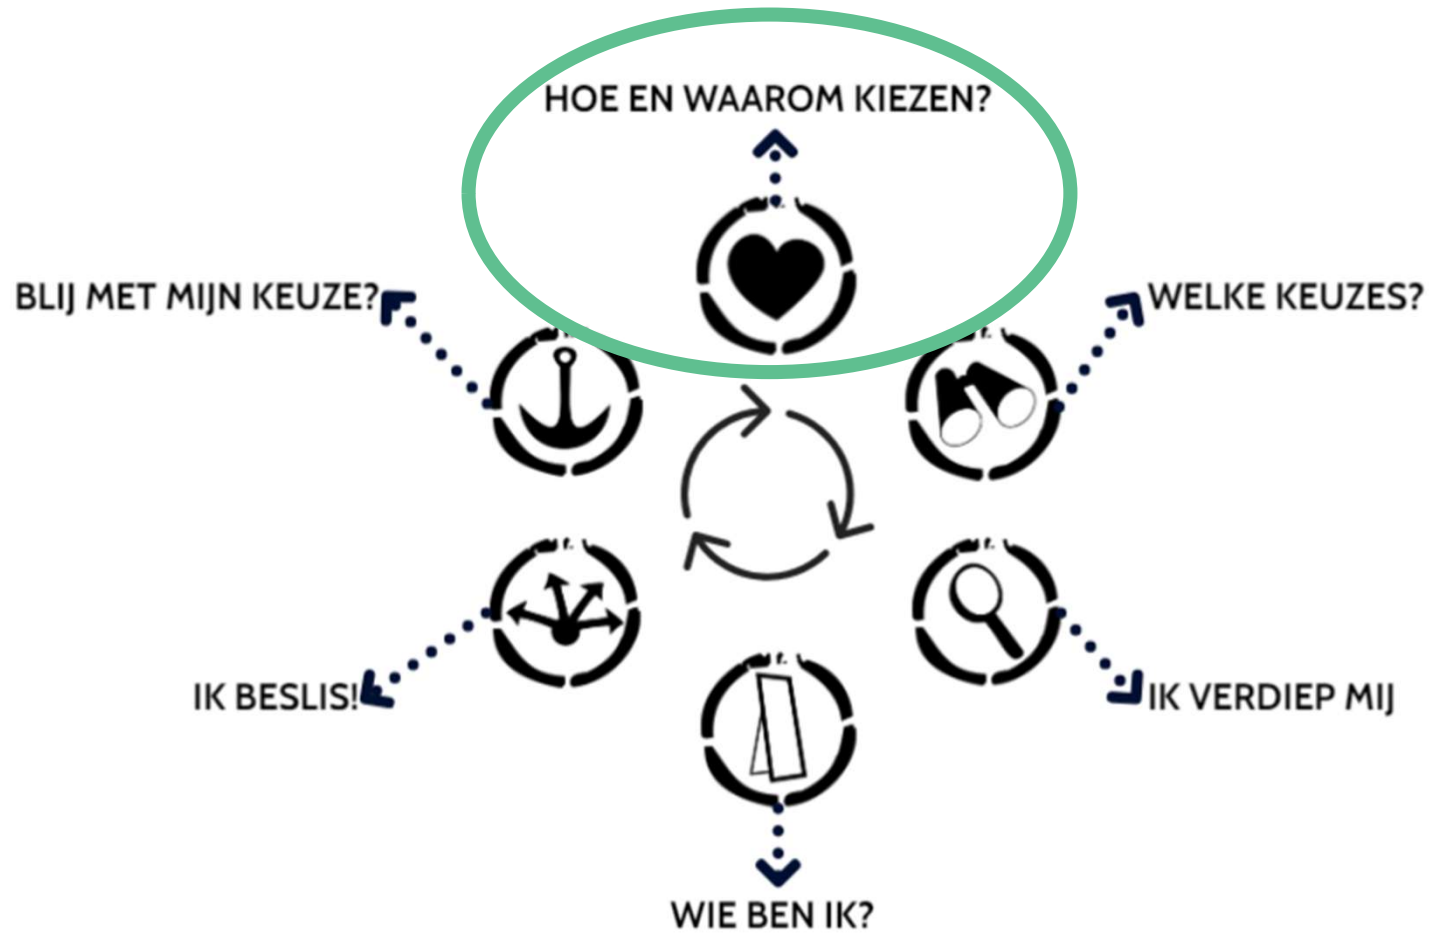 HOE EN WAAROM KIEZEN?
BLIJ MET MIJN KEUZE?
WELKE KEUZES?
IK BESLIS!
IK VERDIEP MIJ
WIE BEN IK?